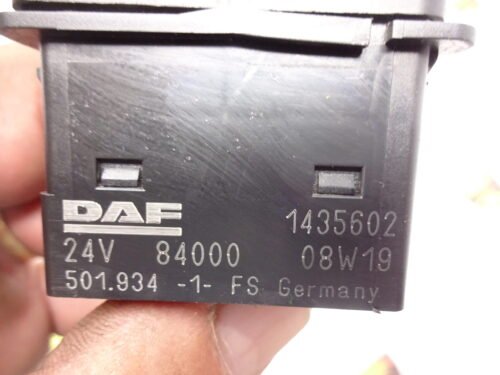 DAF 1435602
24V 84000 08W19
501.934 -1- FS Germany